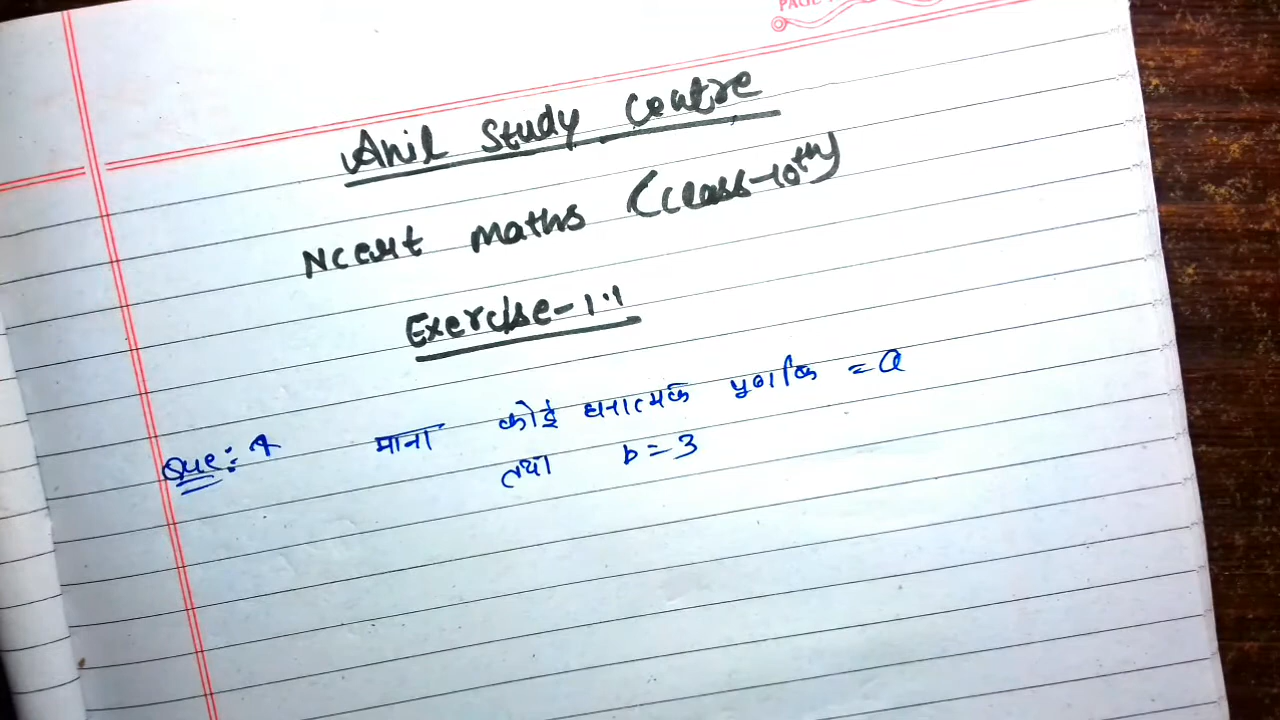 Anil Study Centre
Ncert Maths (Class-10th)
Exercise-1.1
Que: 4 माना कोई धनात्मक पूर्णांक = a
तथा b = 3